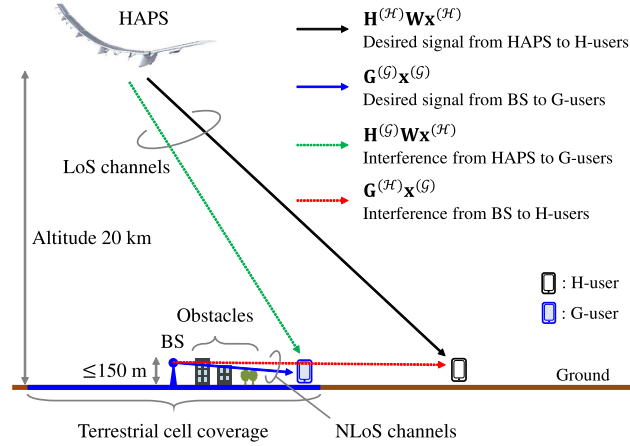 HAPS
H^(ℋ)Wx^(ℋ)
Desired signal from HAPS to H-users
G^(𝒢)x^(𝒢)
Desired signal from BS to G-users
H^(𝒢)Wx^(ℋ)
Interference from HAPS to G-users
G^(ℋ)x^(𝒢)
Interference from BS to H-users
LoS channels
Altitude 20 km
: H-user
: G-user
Obstacles
BS
≤150 m
Ground
Terrestrial cell coverage
NLoS channels